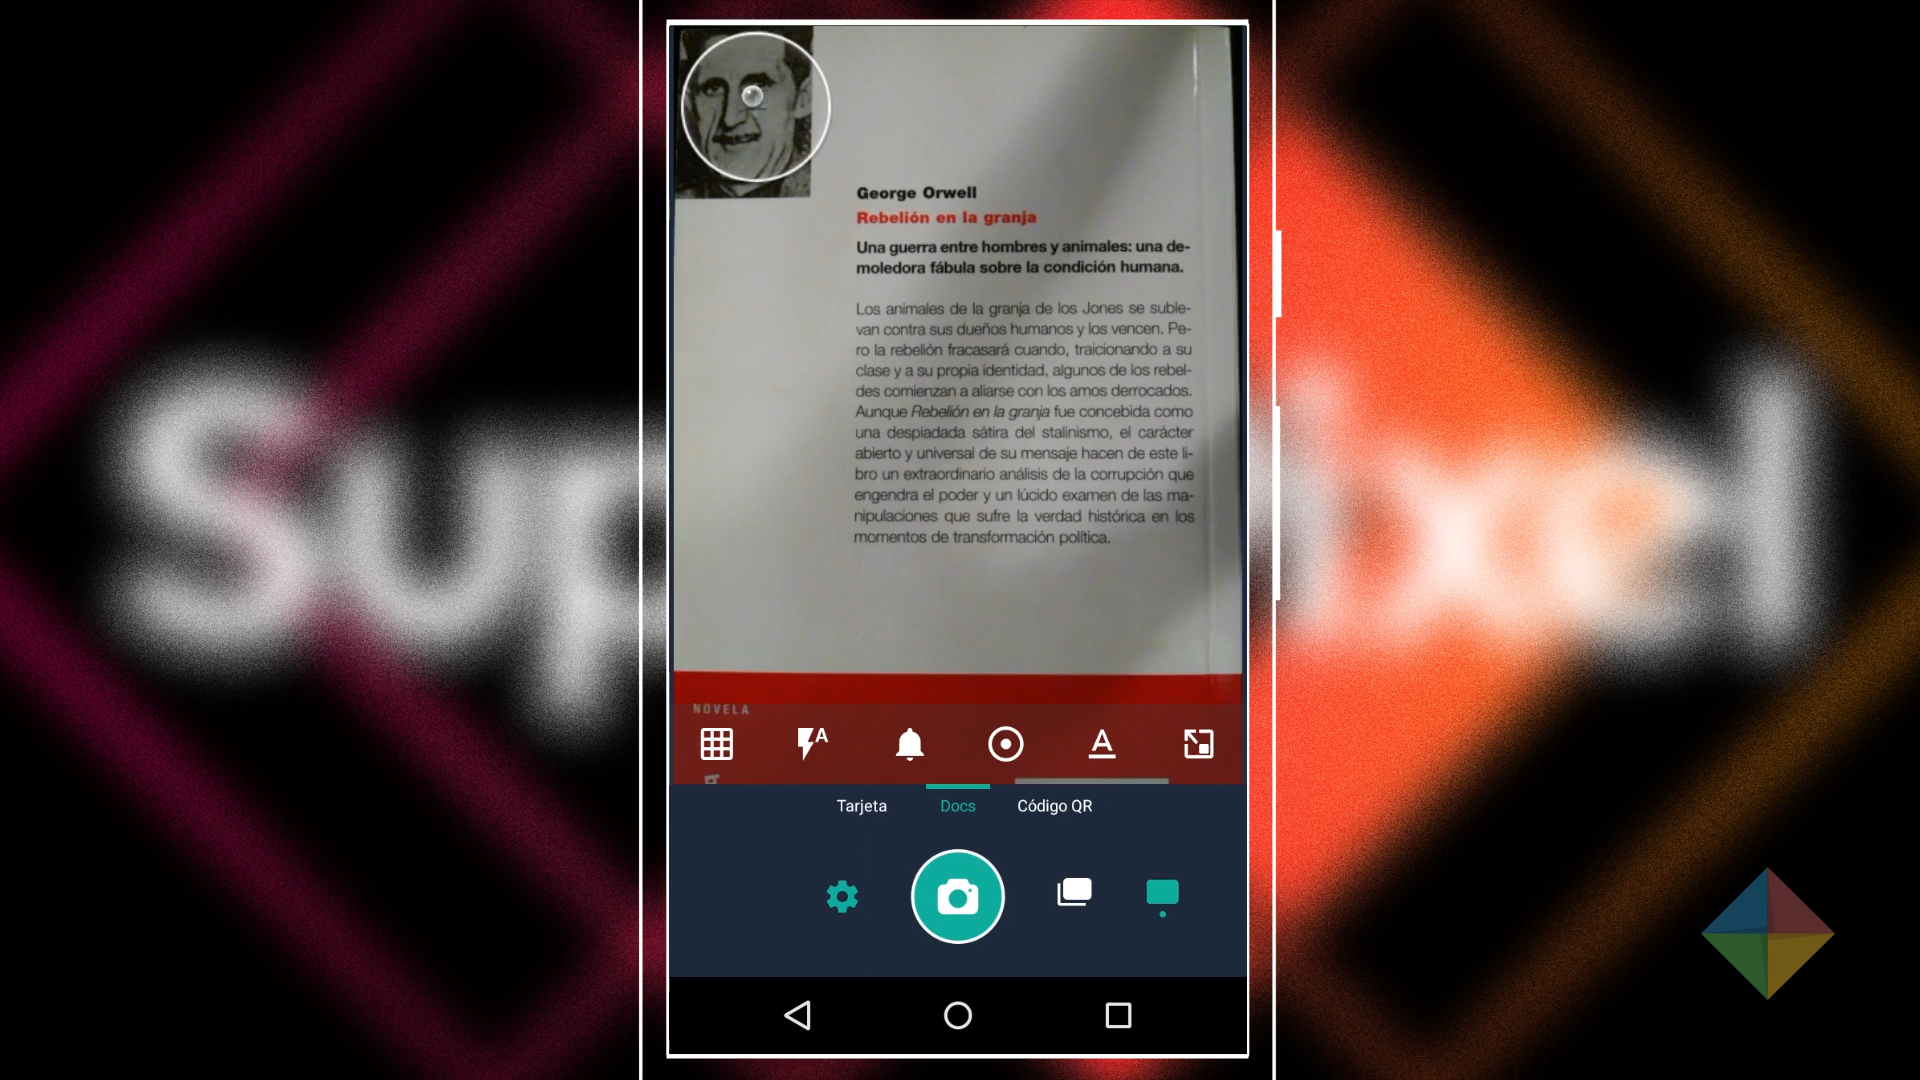 George Orwell
Rebelión en la granja
Una guerra entre hombres y animales: una de-
moledora fábula sobre la condición humana.
Los animales de la granja de los Jones se suble-
van contra sus dueños humanos y los vencen. Pe-
ro la rebelión fracasará cuando, traicionando a su
clase y a su propia identidad, algunos de los rebel-
des comienzan a aliarse con los amos derrocados.
Aunque Rebelión en la granja fue concebida como
una despiadada sátira del stalinismo, el carácter
abierto y universal de su mensaje hacen de este li-
bro un extraordinario análisis de la corrupción que
engendra el poder y un lúcido examen de las ma-
nipulaciones que sufre la verdad histórica en los
momentos de transformación política.
NOVELA
A
A
Tarjeta
Docs
Código QR
Sup